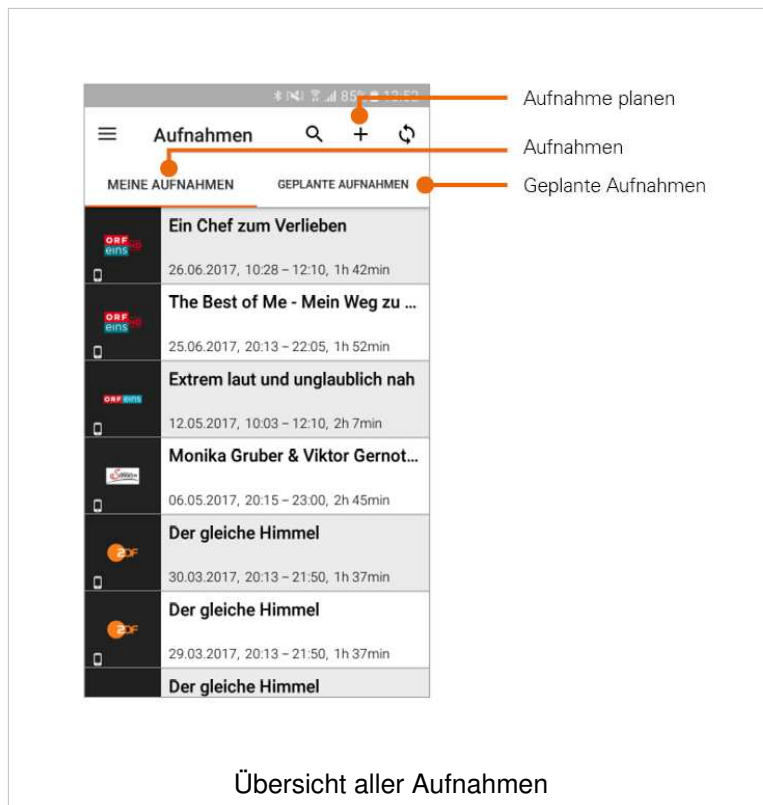 85% 13:52
Aufnahme planen
Aufnahmen
Aufnahmen
MEINE AUFNAHMEN
GEPLANTE AUFNAHMEN
Geplante Aufnahmen
ORF eins HD
Ein Chef zum Verlieben
26.06.2017, 10:28 – 12:10, 1h 42min
ORF eins HD
The Best of Me - Mein Weg zu ...
25.06.2017, 20:13 – 22:05, 1h 52min
ORF eins
Extrem laut und unglaublich nah
12.05.2017, 10:03 – 12:10, 2h 7min
Monika Gruber & Viktor Gernot...
06.05.2017, 20:15 – 23:00, 2h 45min
ZDF
Der gleiche Himmel
30.03.2017, 20:13 – 21:50, 1h 37min
ZDF
Der gleiche Himmel
29.03.2017, 20:13 – 21:50, 1h 37min
Der gleiche Himmel
Übersicht aller Aufnahmen